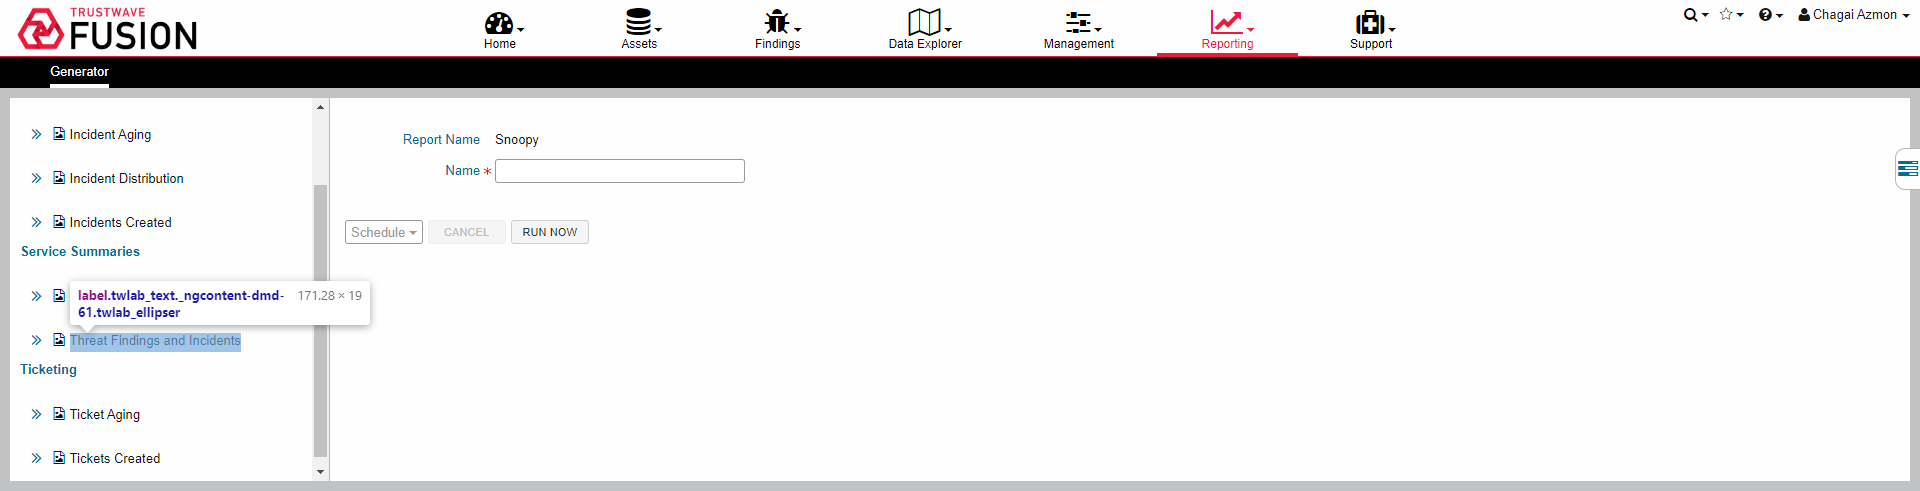 TRUSTWAVE
FUSION
Home
Assets
Findings
Data Explorer
Management
Reporting
Support
Chagai Azmon
Generator
Incident Aging
Incident Distribution
Incidents Created
Service Summaries
label.twlab_text._ngcontent-dmd-
61.twlab_ellipser
171.28 × 19
Threat Findings and Incidents
Ticketing
Ticket Aging
Tickets Created
Report Name Snoopy
Name *
Schedule CANCEL RUN NOW